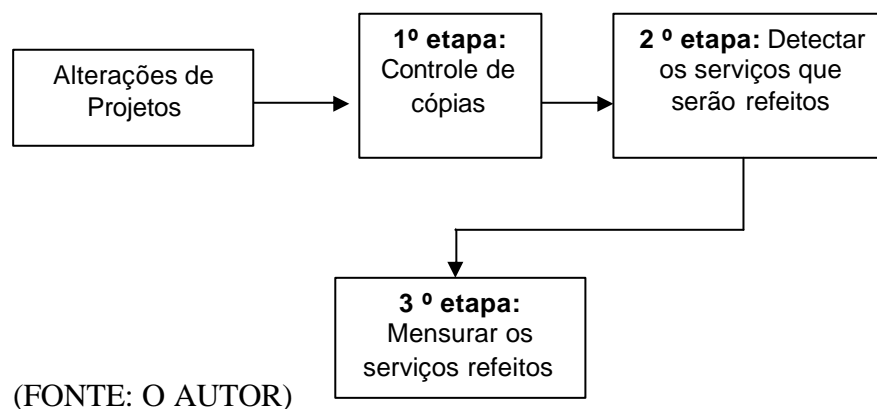 Alterações de
Projetos
1º etapa:
Controle de
cópias
2 º etapa: Detectar
os serviços que
serão refeitos
3 º etapa:
Mensurar os
serviços refeitos
(FONTE: O AUTOR)